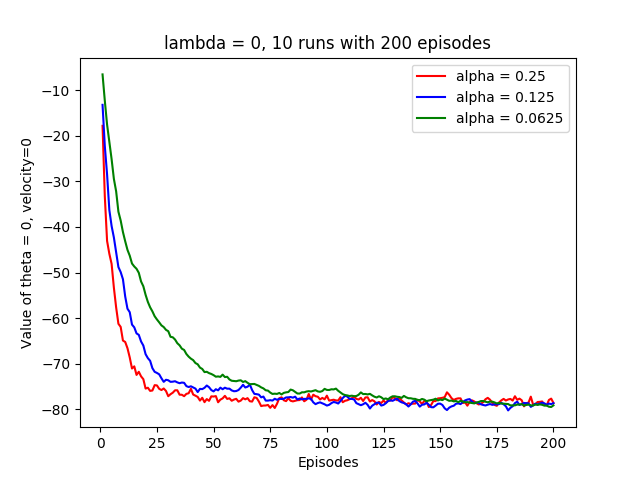 lambda = 0, 10 runs with 200 episodes
alpha = 0.25
alpha = 0.125
alpha = 0.0625
Value of theta = 0, velocity=0
−10
−20
−30
−40
−50
−60
−70
−80
0
25
50
75
100
125
150
175
200
Episodes